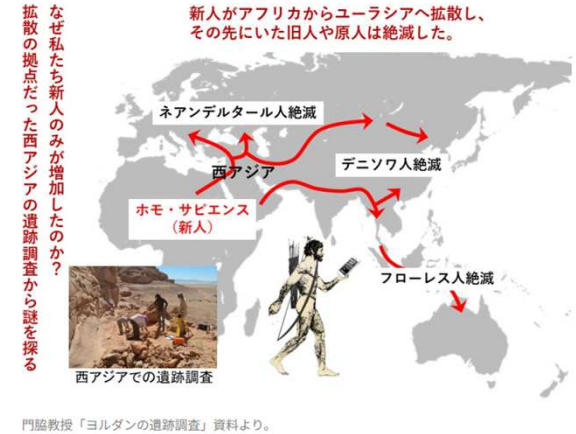 なぜ私たち新人のみが増加したのか？
拡散の拠点だった西アジアの遺跡調査から謎を探る
新人がアフリカからユーラシアへ拡散し、
その先にいた旧人や原人は絶滅した。
ネアンデルタール人絶滅
西アジア
デニソワ人絶滅
ホモ・サピエンス
（新人）
フローレス人絶滅
西アジアでの遺跡調査
門脇教授「ヨルダンの遺跡調査」資料より。